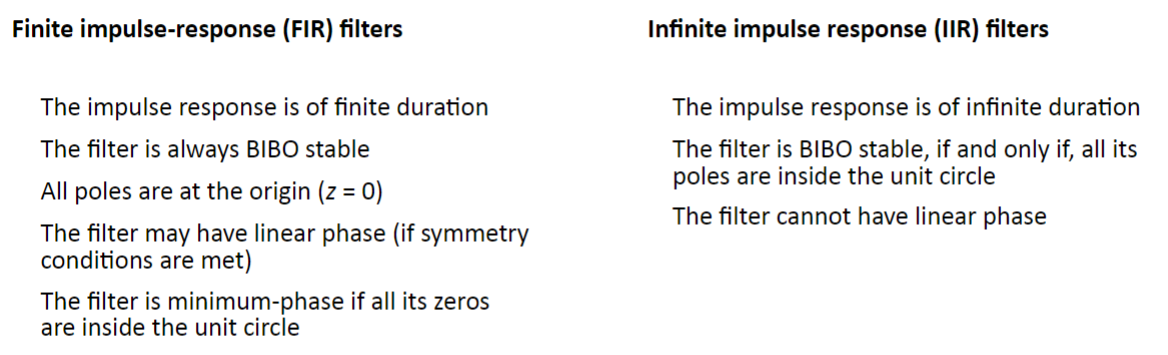 Finite impulse-response (FIR) filters
The impulse response is of finite duration
The filter is always BIBO stable
All poles are at the origin (z = 0)
The filter may have linear phase (if symmetry
conditions are met)
The filter is minimum-phase if all its zeros
are inside the unit circle
Infinite impulse response (IIR) filters
The impulse response is of infinite duration
The filter is BIBO stable, if and only if, all its
poles are inside the unit circle
The filter cannot have linear phase